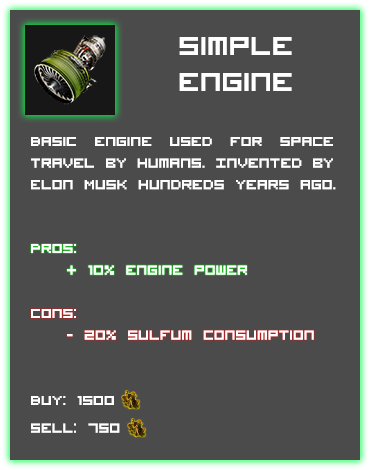 SIMPLE
ENGINE
BASIC ENGINE USED FOR SPACE
TRAVEL BY HUMANS. INVENTED BY
ELON MUSK HUNDREDS YEARS AGO.
PROS:
+ 10% ENGINE POWER
CONS:
- 20% SULFUM CONSUMPTION
BUY: 1500
SELL: 750